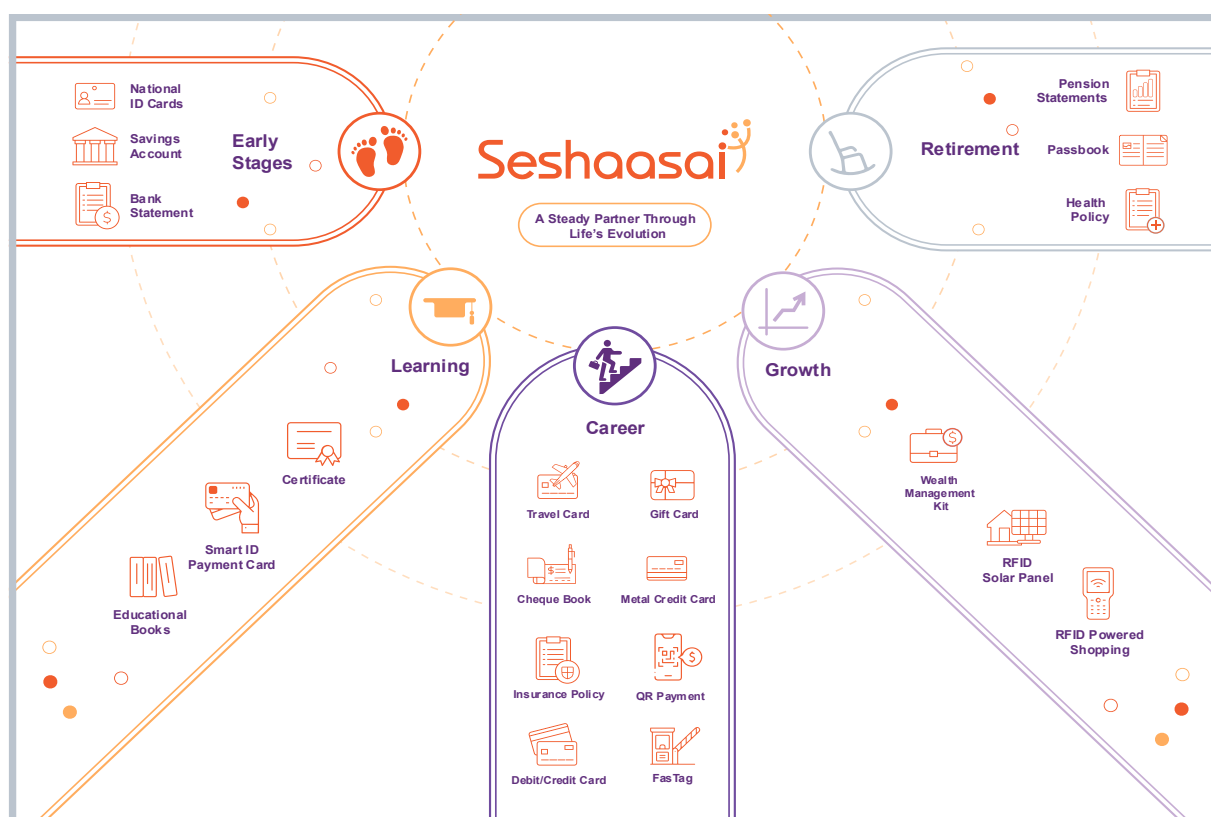 Seshaasai
A Steady Partner Through
Life's Evolution
Early
Stages
National
ID Cards
Savings
Account
Bank
Statement
$
Learning
Certificate
Smart ID
Payment Card
Educational
Books
Career
Travel Card
Gift Card
$
Cheque Book
Metal Credit Card
Insurance Policy
$
QR Payment
Debit/Credit Card
FasTag
Growth
$
Wealth
Management
Kit
RFID
Solar Panel
RFID Powered
Shopping
Retirement
Pension
Statements
Passbook
Health
Policy